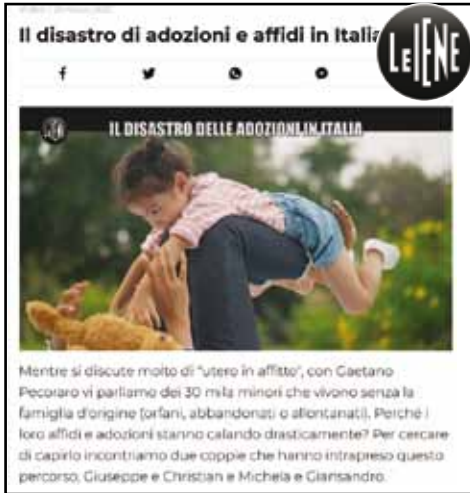 Il disastro di adozioni e affidi in Italia
LE IENE
IL DISASTRO DELLE ADOZIONI IN ITALIA
Mentre si discute molto di "utero in affitto", con Gaetano
Pecoraro vi parliamo dei 30 mila minori che vivono senza la
famiglia d'origine (orfani, abbandonati o allontanati). Perché i
loro affidi e adozioni stanno calando drasticamente? Per cercare
di capirlo incontriamo due coppie che hanno intrapreso questo
percorso, Giuseppe e Christian e Michela e Giansandro.